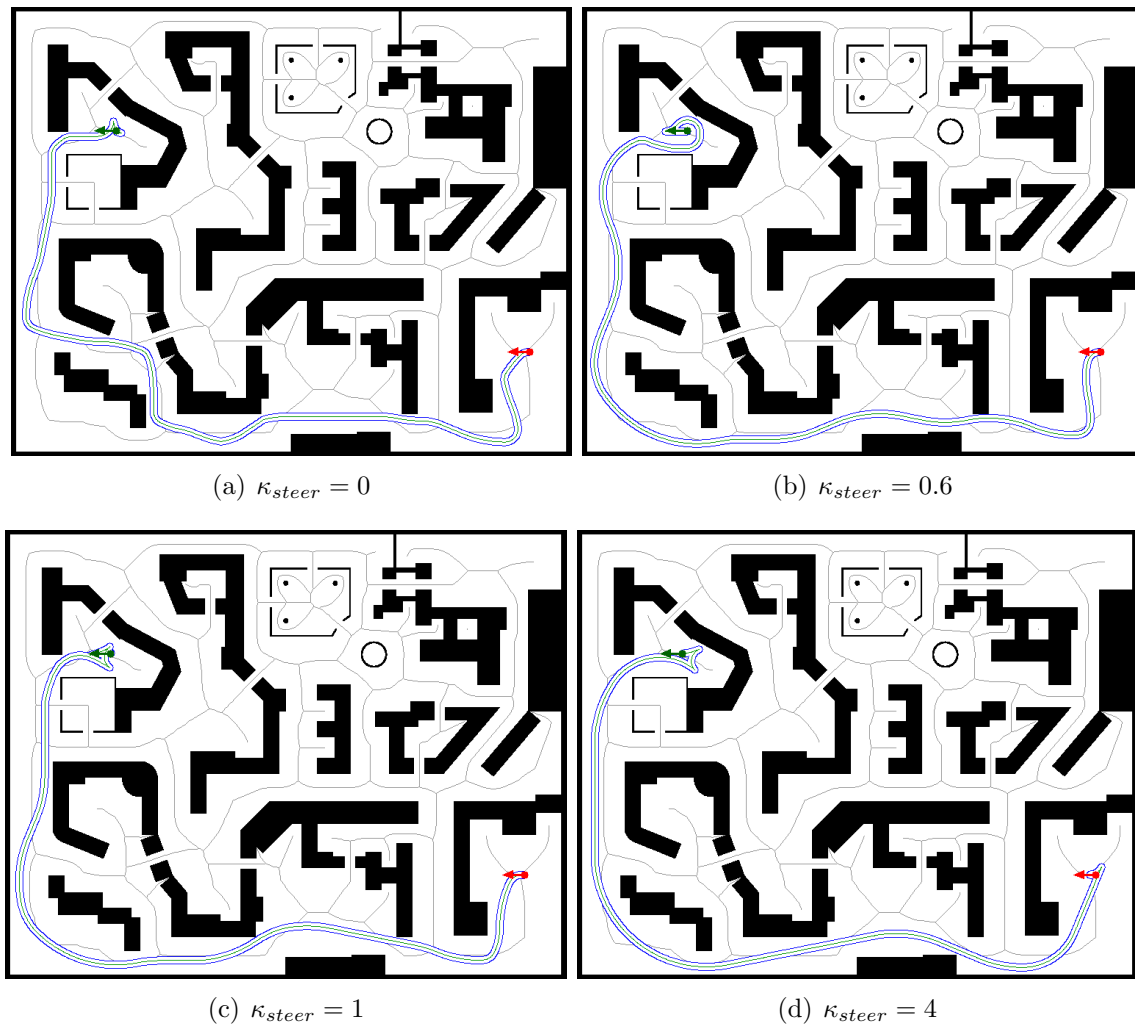 (a) κsteer = 0
(b) κsteer = 0.6
(c) κsteer = 1
(d) κsteer = 4